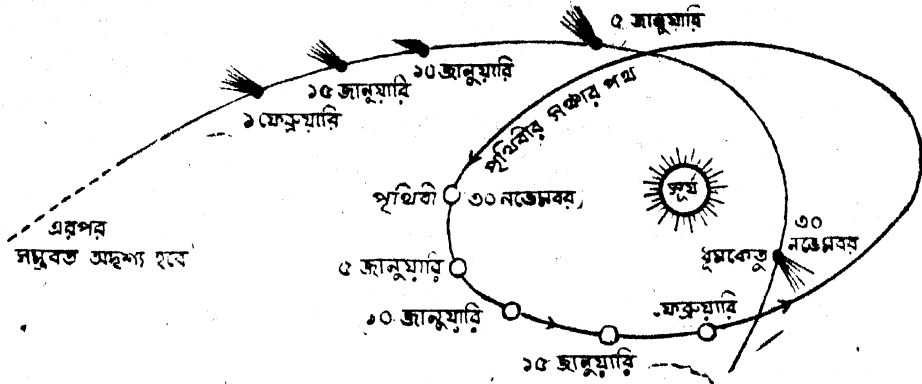 ৫ জানুয়ারি
১০ জানুয়ারি
১৫ জানুয়ারি
১ ফেব্রুয়ারি
পৃথিবীর সঞ্চার পথ
সূর্য
পৃথিবী
৩০ নভেম্বর
৩০
নভেম্বর
ধূমকেতু
এরপর
সম্ভবত অদৃশ্য হবে
৫ জানুয়ারি
১০ জানুয়ারি
ফেব্রুয়ারি
১৫ জানুয়ারি